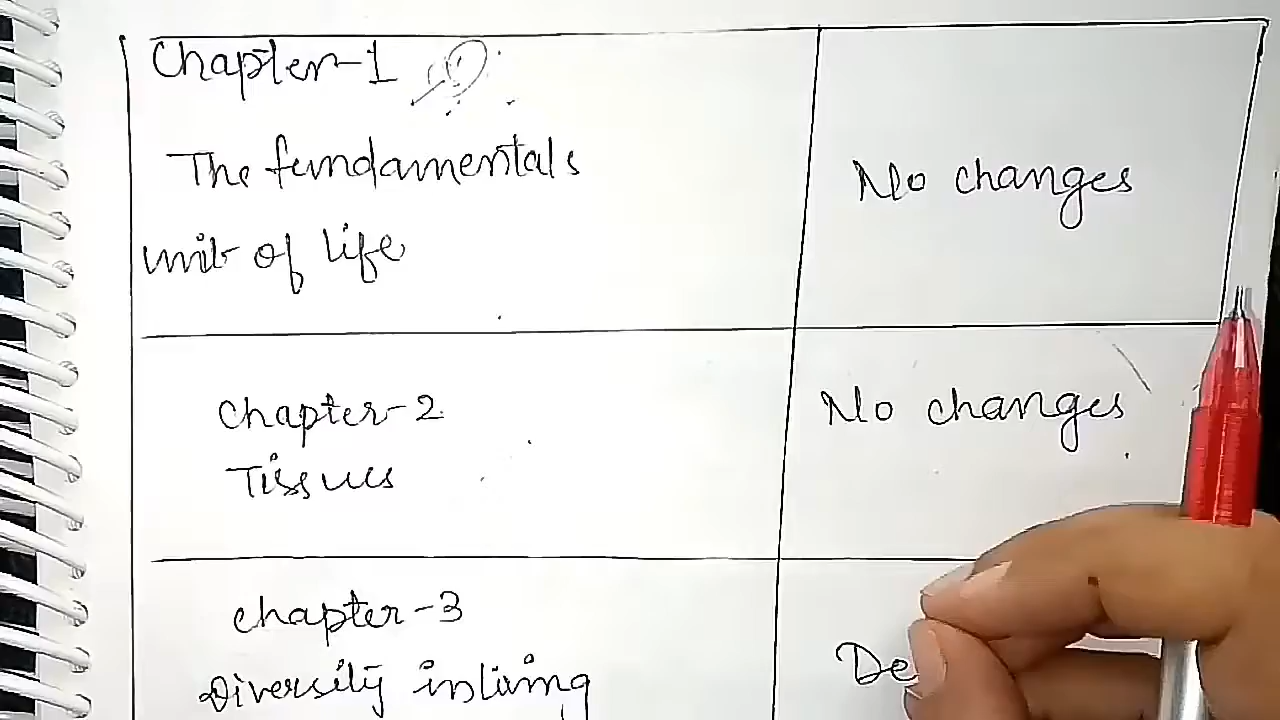 Chapter-1
The fundamentals
unit of life
No changes
Chapter-2
Tissues
No changes
Chapter-3
Diversity in living